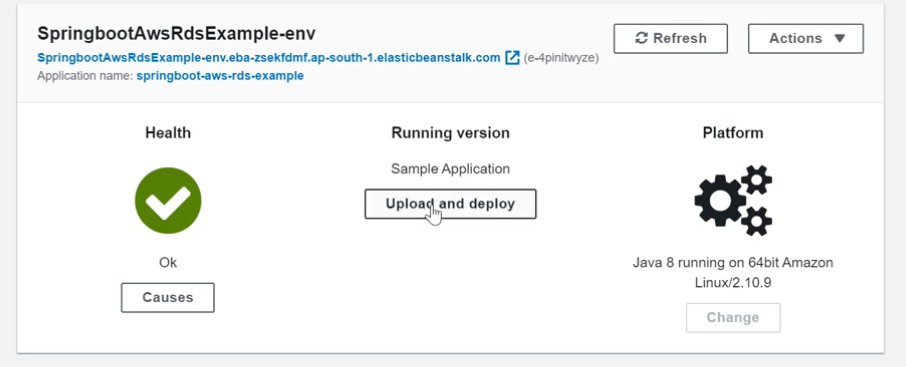 SpringbootAwsRdsExample-env
Refresh
Actions
SpringbootAwsRdsExample-env.eba-zsekfdmf.ap-south-1.elasticbeanstalk.com (e-4pinitwyze)
Application name: springboot-aws-rds-example
Health
Running version
Platform
Sample Application
Upload and deploy
Ok
Java 8 running on 64bit Amazon
Linux/2.10.9
Causes
Change